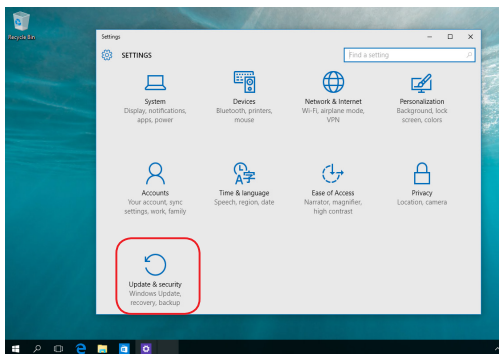 Recycle Bin
Settings
SETTINGS
Find a setting
System
Display, notifications,
apps, power
Devices
Bluetooth, printers,
mouse
Network & Internet
Wi-Fi, airplane mode,
VPN
Personalization
Background, lock
screen, colors
Accounts
Your account, sync
settings, work, family
Time & language
Speech, region, date
Ease of Access
Narrator, magnifier,
high contrast
Privacy
Location, camera
Update & security
Windows Update,
recovery, backup